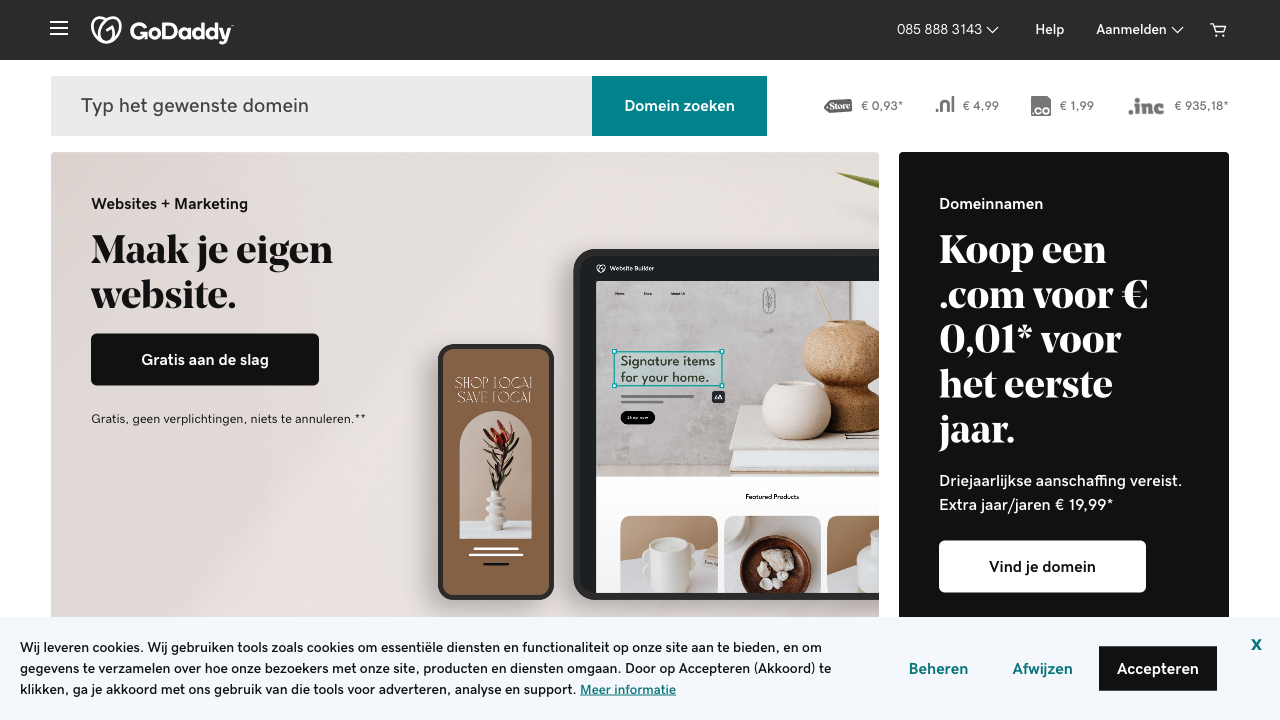 GoDaddy
085 888 3143
Help
Aanmelden
Typ het gewenste domein
Domein zoeken
Store € 0,93*
.nl € 4,99
.co € 1,99
.inc € 935,18*
Websites + Marketing
Maak je eigen
website.
Gratis aan de slag
Gratis, geen verplichtingen, niets te annuleren.**
SHOP LOCAL
SAVE LOCAL
Website Builder
Home
Shop
About Us
Signature items
for your home.
Shop now
Featured Products
Domeinnamen
Koop een
.com voor €
0,01* voor
het eerste
jaar.
Driejaarlijkse aanschaffing vereist.
Extra jaar/jaren € 19,99*
Vind je domein
Wij leveren cookies. Wij gebruiken tools zoals cookies om essentiële diensten en functionaliteit op onze site aan te bieden, en om
gegevens te verzamelen over hoe onze bezoekers met onze site, producten en diensten omgaan. Door op Accepteren (Akkoord) te
klikken, ga je akkoord met ons gebruik van die tools voor adverteren, analyse en support. Meer informatie
Beheren
Afwijzen
Accepteren
x